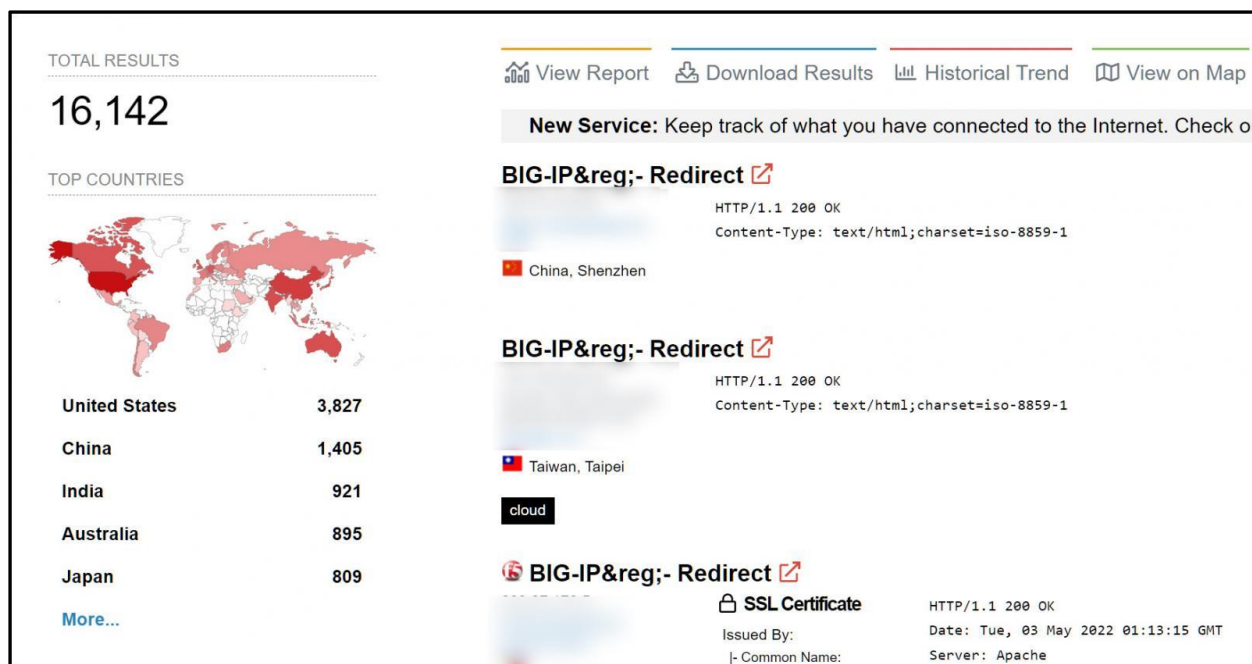 TOTAL RESULTS
16,142
TOP COUNTRIES
United States 3,827
China 1,405
India 921
Australia 895
Japan 809
More...
View Report Download Results Historical Trend View on Map
New Service: Keep track of what you have connected to the Internet. Check o
BIG-IP&reg;- Redirect
HTTP/1.1 200 OK
Content-Type: text/html;charset=iso-8859-1
China, Shenzhen
BIG-IP&reg;- Redirect
HTTP/1.1 200 OK
Content-Type: text/html;charset=iso-8859-1
Taiwan, Taipei
cloud
BIG-IP&reg;- Redirect
SSL Certificate
Issued By:
|- Common Name:
HTTP/1.1 200 OK
Date: Tue, 03 May 2022 01:13:15 GMT
Server: Apache